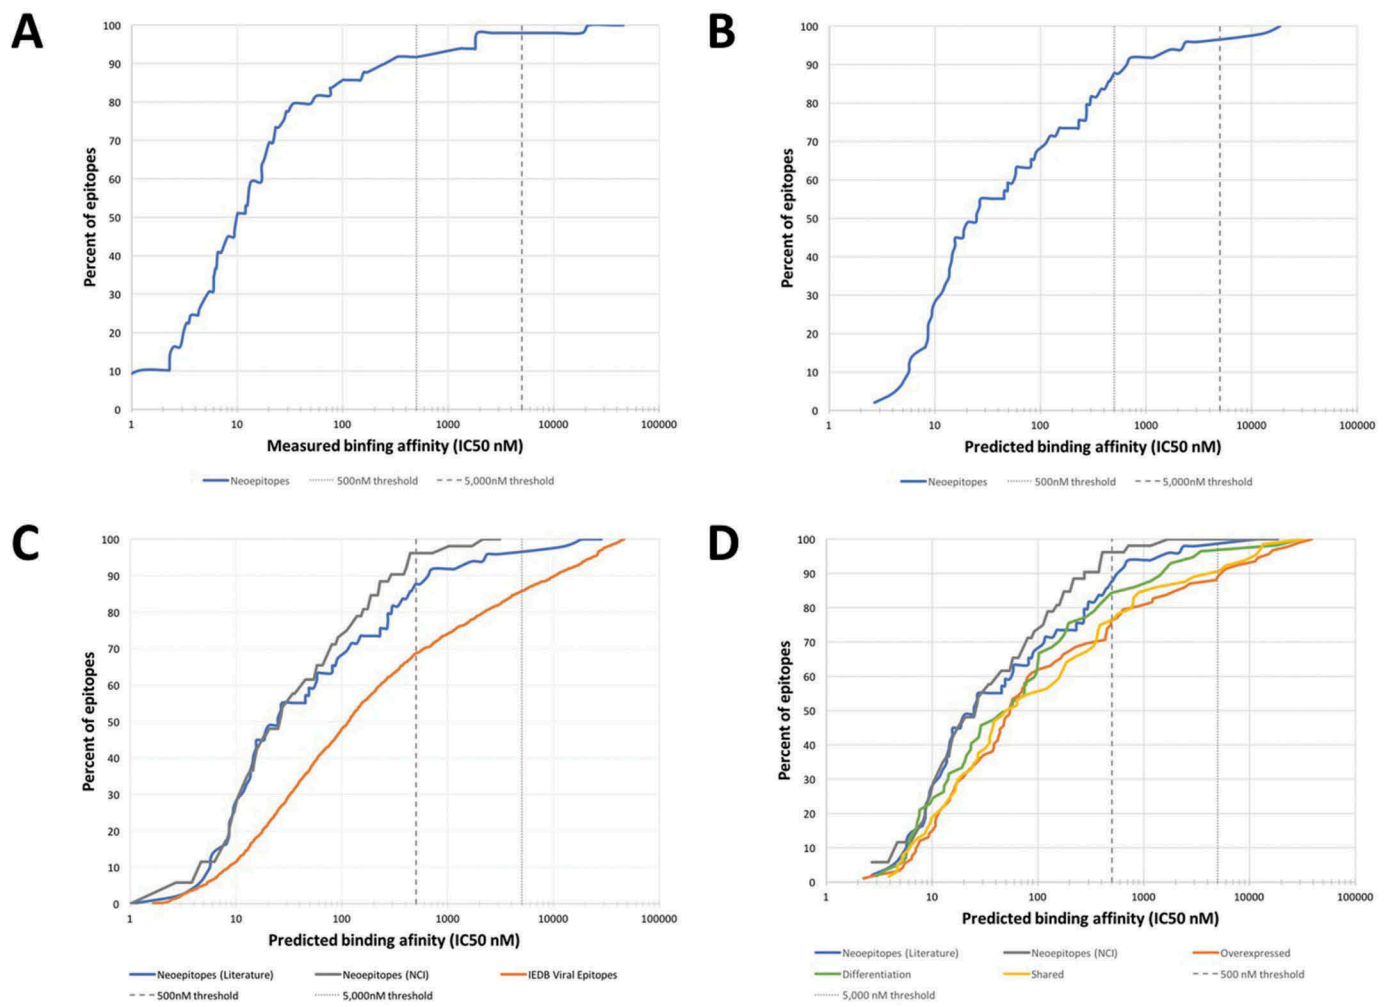 A
100
90
80
70
60
50
40
30
20
10
0
Percent of epitopes
1 10 100 1000 10000 100000
Measured binfing affinity (IC50 nM)
Neoepitopes 500nM threshold 5,000nM threshold
B
100
90
80
70
60
50
40
30
20
10
0
Percent of epitopes
1 10 100 1000 10000 100000
Predicted binding affinity (IC50 nM)
Neoepitopes 500nM threshold 5,000nM threshold
C
100
90
80
70
60
50
40
30
20
10
0
Percent of epitopes
1 10 100 1000 10000 100000
Predicted binding afinity (IC50 nM)
Neoepitopes (Literature) Neoepitopes (NCI) IEDB Viral Epitopes
500nM threshold 5,000nM threshold
D
100
90
80
70
60
50
40
30
20
10
0
Percent of epitopes
1 10 100 1000 10000 100000
Predicted binding affinity (IC50 nM)
Neoepitopes (Literature) Neoepitopes (NCI) Overexpressed
Differentiation Shared 500 nM threshold
5,000 nM threshold